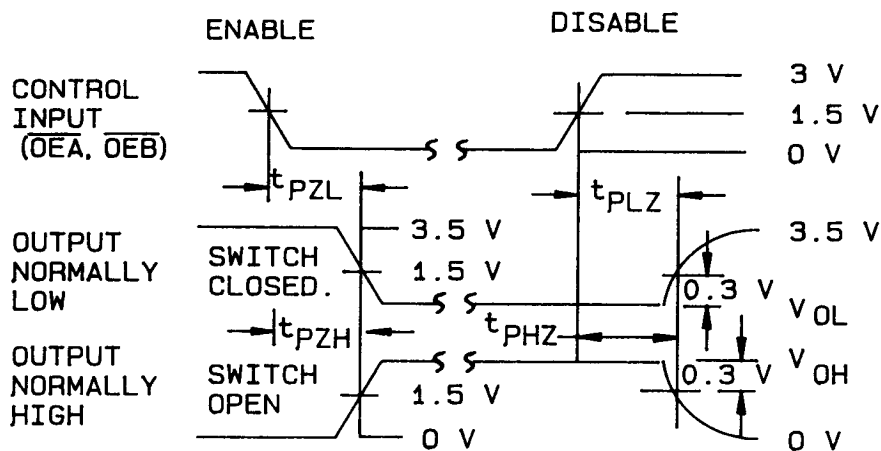 ENABLE
DISABLE
CONTROL
INPUT
(O̅E̅A̅, O̅E̅B̅)
3 V
1.5 V
0 V
tPZL
tPLZ
OUTPUT
NORMALLY
LOW
SWITCH
CLOSED.
3.5 V
1.5 V
3.5 V
0.3 V
VOL
tPZH
tPHZ
OUTPUT
NORMALLY
HIGH
SWITCH
OPEN
1.5 V
0 V
VOH
0.3 V
0 V